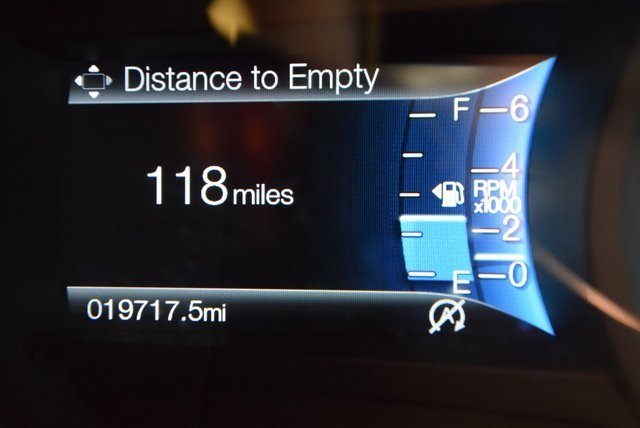 Distance to Empty
F
6
118 miles
4
RPM
x1000
2
E
0
019717.5mi
A